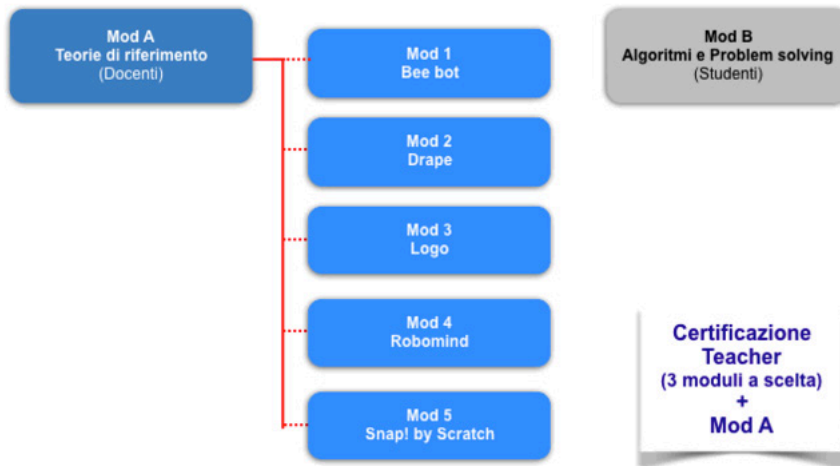 Mod A
Teorie di riferimento
(Docenti)
Mod 1
Bee bot
Mod 2
Drape
Mod 3
Logo
Mod 4
Robomind
Mod 5
Snap! by Scratch
Mod B
Algoritmi e Problem solving
(Studenti)
Certificazione
Teacher
(3 moduli a scelta)
+
Mod A